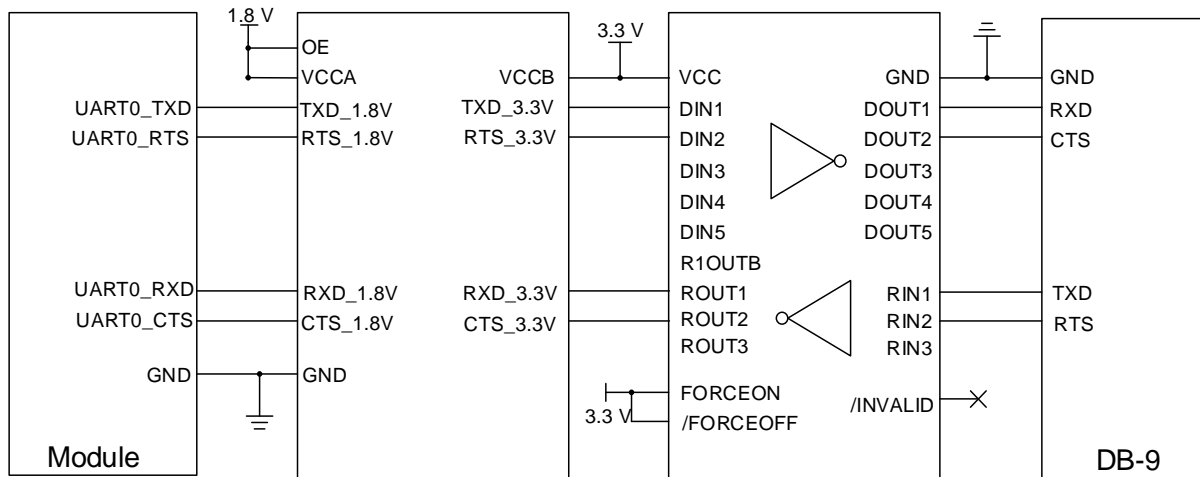 1.8 V
OE
VCCA
UART0_TXD
TXD_1.8V
UART0_RTS
RTS_1.8V
UART0_RXD
RXD_1.8V
UART0_CTS
CTS_1.8V
GND
GND
Module
3.3 V
VCCB
VCC
TXD_3.3V
DIN1
RTS_3.3V
DIN2
DIN3
DIN4
DIN5
R1OUTB
RXD_3.3V
ROUT1
CTS_3.3V
ROUT2
ROUT3
FORCEON
3.3 V
/FORCEOFF
GND
GND
DOUT1
RXD
DOUT2
CTS
DOUT3
DOUT4
DOUT5
RIN1
TXD
RIN2
RTS
RIN3
/INVALID
DB-9